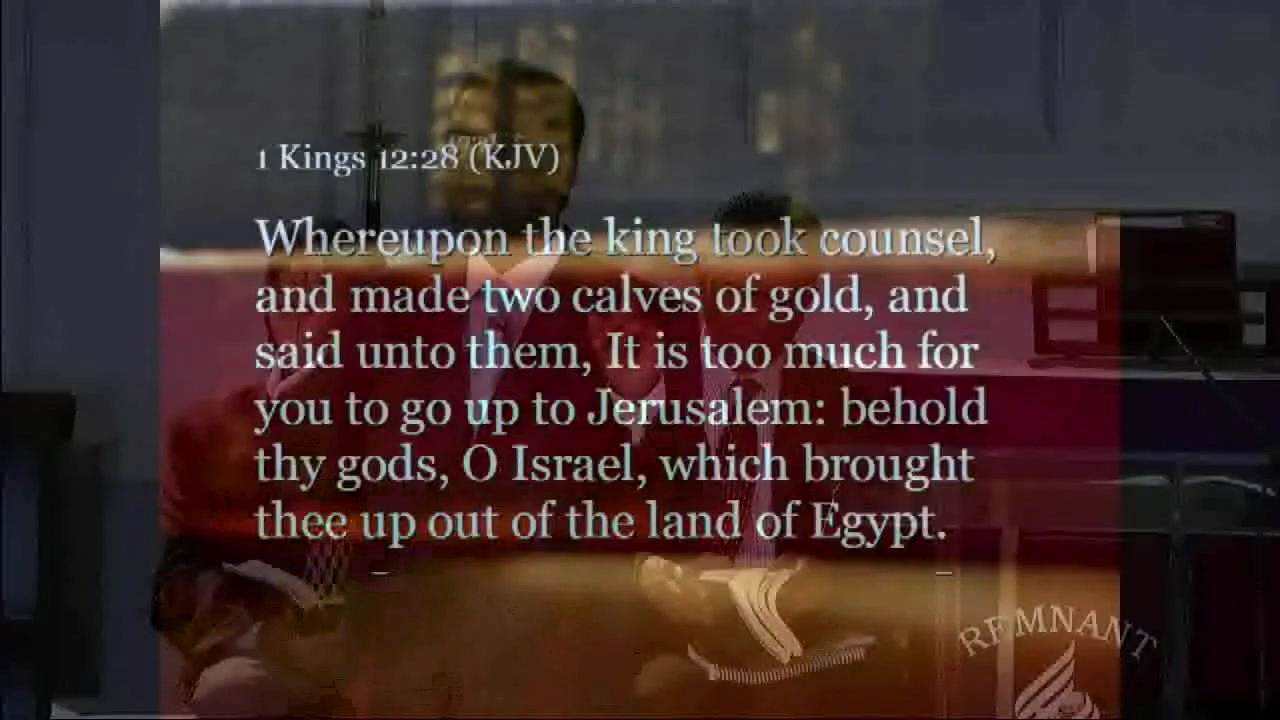 1 Kings 12:28 (KJV)
Whereupon the king took counsel,
and made two calves of gold, and
said unto them, It is too much for
you to go up to Jerusalem: behold
thy gods, O Israel, which brought
thee up out of the land of Egypt.
REMNANT